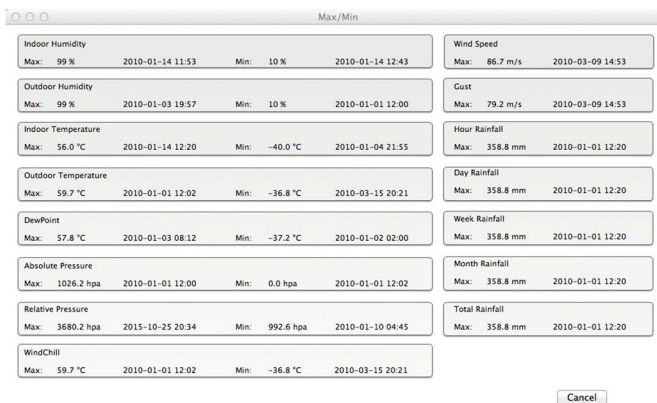 Max/Min
Indoor Humidity
Max: 99 % 2010-01-14 11:53 Min: 10 % 2010-01-14 12:43
Outdoor Humidity
Max: 99 % 2010-01-03 19:57 Min: 10 % 2010-01-01 12:00
Indoor Temperature
Max: 56.0 °C 2010-01-14 12:20 Min: -40.0 °C 2010-01-04 21:55
Outdoor Temperature
Max: 59.7 °C 2010-01-01 12:02 Min: -36.8 °C 2010-03-15 20:21
DewPoint
Max: 57.8 °C 2010-01-03 08:12 Min: -37.2 °C 2010-01-02 02:00
Absolute Pressure
Max: 1026.2 hpa 2010-01-01 12:00 Min: 0.0 hpa 2010-01-01 12:02
Relative Pressure
Max: 3680.2 hpa 2015-10-25 20:34 Min: 992.6 hpa 2010-01-10 04:45
WindChill
Max: 59.7 °C 2010-01-01 12:02 Min: -36.8 °C 2010-03-15 20:21
Wind Speed
Max: 86.7 m/s 2010-03-09 14:53
Gust
Max: 79.2 m/s 2010-03-09 14:53
Hour Rainfall
Max: 358.8 mm 2010-01-01 12:20
Day Rainfall
Max: 358.8 mm 2010-01-01 12:20
Week Rainfall
Max: 358.8 mm 2010-01-01 12:20
Month Rainfall
Max: 358.8 mm 2010-01-01 12:20
Total Rainfall
Max: 358.8 mm 2010-01-01 12:20
Cancel